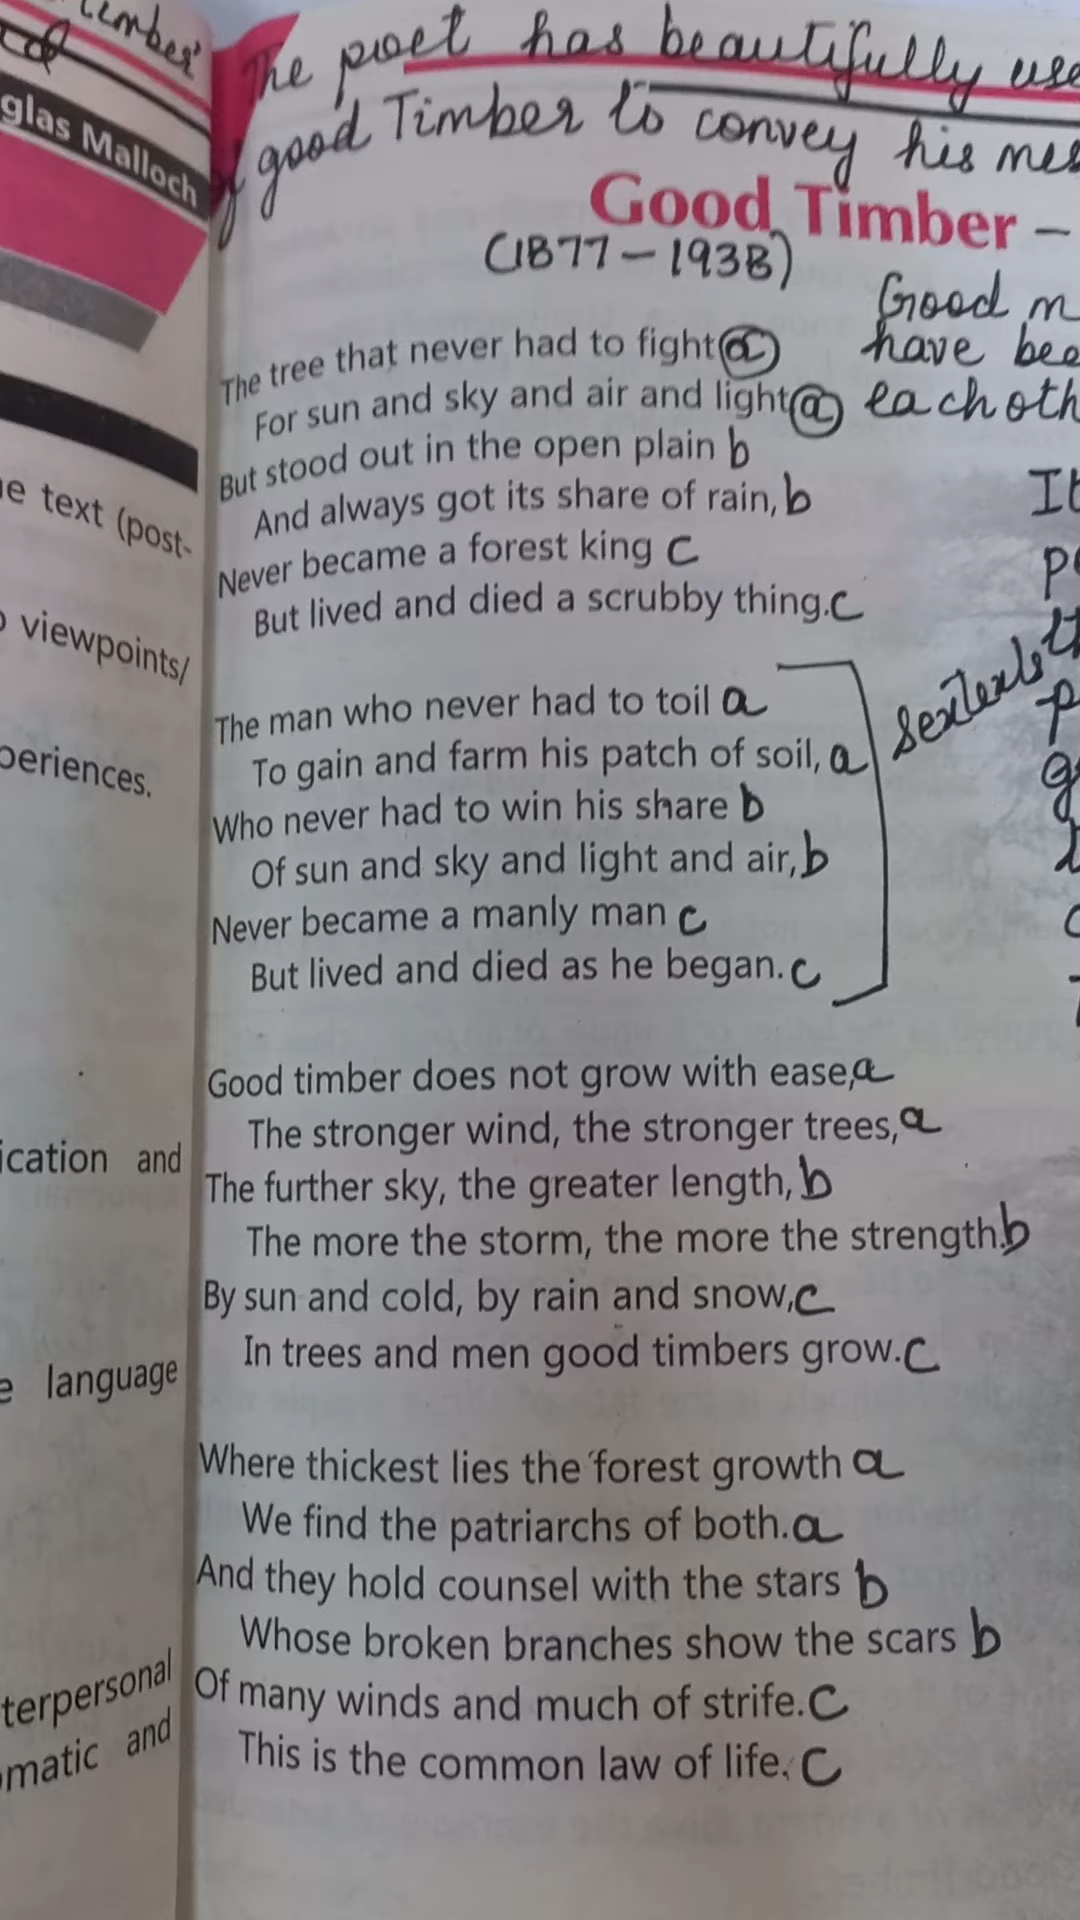 Timber'
glas Malloch
e text (post-
viewpoints/
periences.
ication and
e language
terpersonal
matic and
The poet has beautifully use
of good Timber to convey his mes
Good Timber –
(1877 – 1938)
Good m
have bee
each oth
The tree that never had to fight a
For sun and sky and air and light a
But stood out in the open plain b
And always got its share of rain, b
Never became a forest king c
But lived and died a scrubby thing. c
It
The man who never had to toil a
To gain and farm his patch of soil, a
Who never had to win his share b
Of sun and sky and light and air, b
Never became a manly man c
But lived and died as he began. c
Good timber does not grow with ease, a
The stronger wind, the stronger trees, a
The further sky, the greater length, b
The more the storm, the more the strength. b
By sun and cold, by rain and snow, c
In trees and men good timbers grow. c
Where thickest lies the forest growth a
We find the patriarchs of both. a
And they hold counsel with the stars b
Whose broken branches show the scars b
Of many winds and much of strife. c
This is the common law of life. c